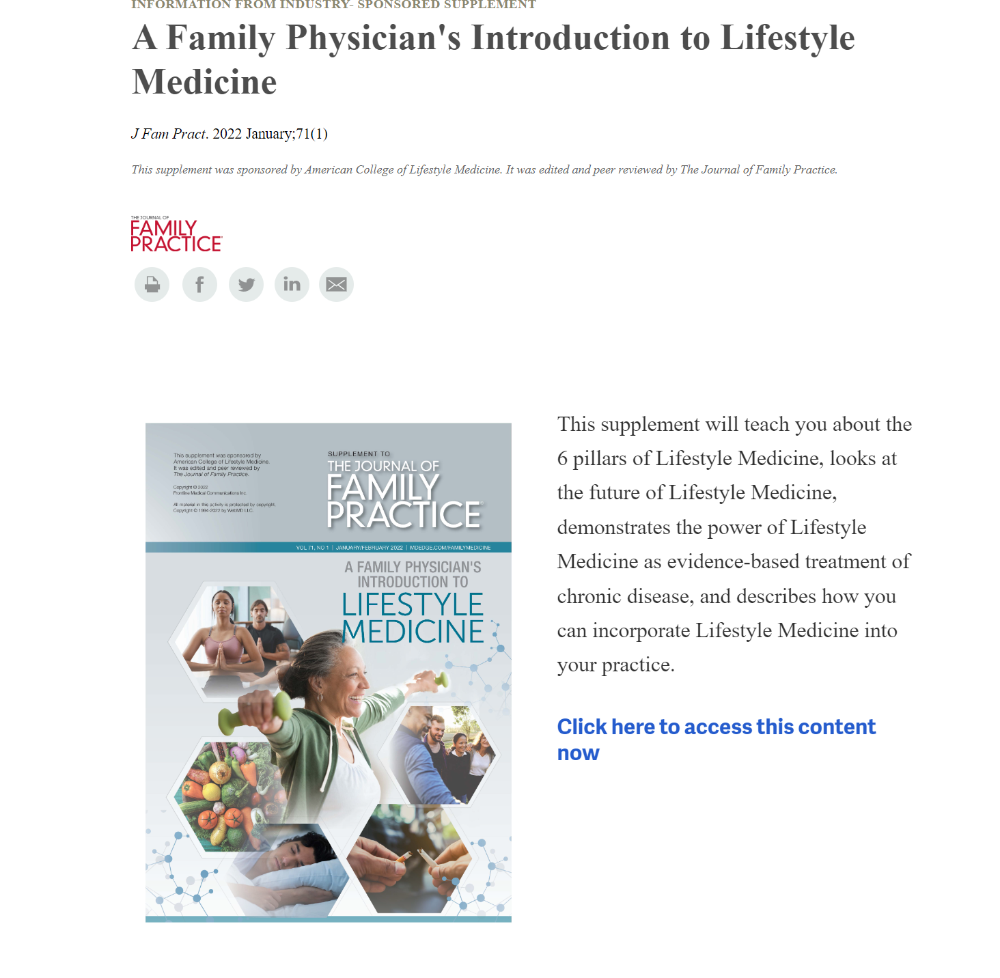 INFORMATION FROM INDUSTRY- SPONSORED SUPPLEMENT
A Family Physician's Introduction to Lifestyle
Medicine
J Fam Pract. 2022 January;71(1)
This supplement was sponsored by American College of Lifestyle Medicine. It was edited and peer reviewed by The Journal of Family Practice.
THE JOURNAL OF
FAMILY
PRACTICE
This supplement was sponsored by
American College of Lifestyle Medicine.
It was edited and peer reviewed by
The Journal of Family Practice.
Copyright © 2022
Frontline Medical Communications Inc.
All material in this activity is protected by copyright,
Copyright © 1994-2022 by WebMD LLC.
SUPPLEMENT TO
THE JOURNAL OF
FAMILY
PRACTICE
VOL 71, NO 1 | JANUARY/FEBRUARY 2022 | MDEDGE.COM/FAMILYMEDICINE
A FAMILY PHYSICIAN'S
INTRODUCTION TO
LIFESTYLE
MEDICINE
This supplement will teach you about the
6 pillars of Lifestyle Medicine, looks at
the future of Lifestyle Medicine,
demonstrates the power of Lifestyle
Medicine as evidence-based treatment of
chronic disease, and describes how you
can incorporate Lifestyle Medicine into
your practice.
Click here to access this content
now